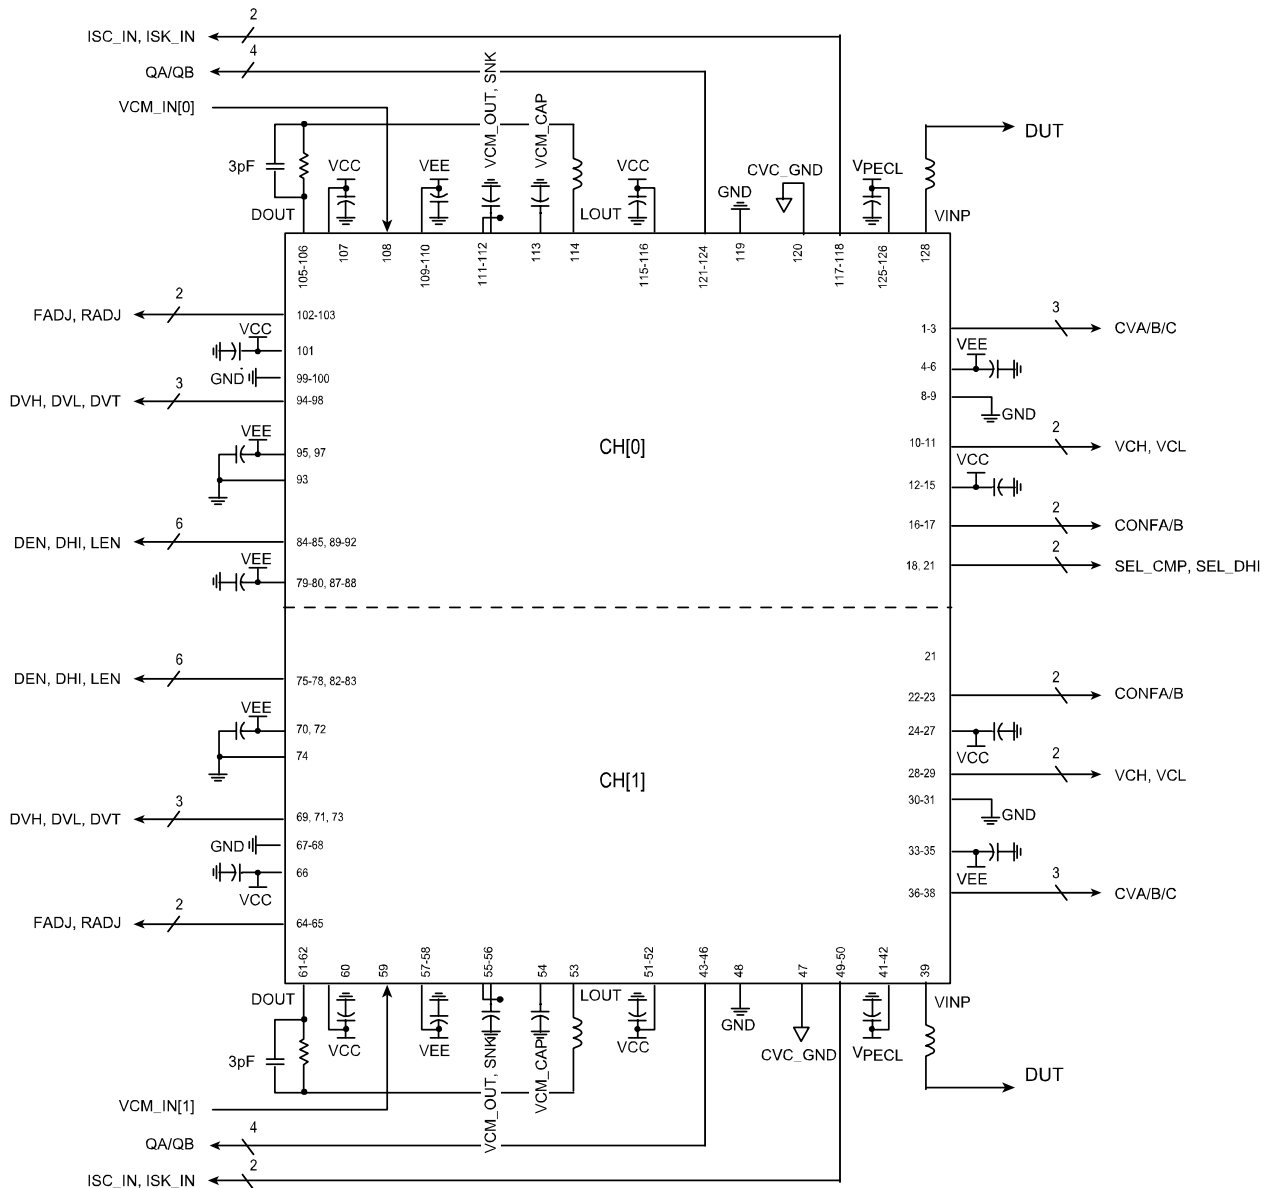 ISC_IN, ISK_IN
2
QA/QB
4
VCM_IN[0]
VCM_OUT, SNK
VCM_CAP
3pF
VCC
VEE
VCC
GND
CVC_GND
VPECL
DUT
DOUT
LOUT
VINP
105-106
107
108
109-110
111-112
113
114
115-116
121-124
119
120
117-118
125-126
128
FADJ, RADJ
2
102-103
VCC
101
GND
99-100
DVH, DVL, DVT
3
94-98
VEE
95, 97
93
DEN, DHI, LEN
6
84-85, 89-92
VEE
79-80, 87-88
CH[0]
1-3
3
CVA/B/C
4-6
VEE
8-9
GND
10-11
2
VCH, VCL
VCC
12-15
16-17
2
CONFA/B
18, 21
2
SEL_CMP, SEL_DHI
DEN, DHI, LEN
6
75-78, 82-83
VEE
70, 72
74
DVH, DVL, DVT
3
69, 71, 73
GND
67-68
66
VCC
FADJ, RADJ
2
64-65
CH[1]
21
22-23
2
CONFA/B
24-27
VCC
28-29
2
VCH, VCL
30-31
GND
33-35
VEE
36-38
3
CVA/B/C
61-62
60
59
57-58
55-56
54
53
51-52
43-46
48
47
49-50
41-42
39
DOUT
LOUT
VINP
3pF
VCC
VEE
VCM_OUT, SNK
VCM_CAP
VCC
GND
CVC_GND
VPECL
DUT
VCM_IN[1]
QA/QB
4
ISC_IN, ISK_IN
2